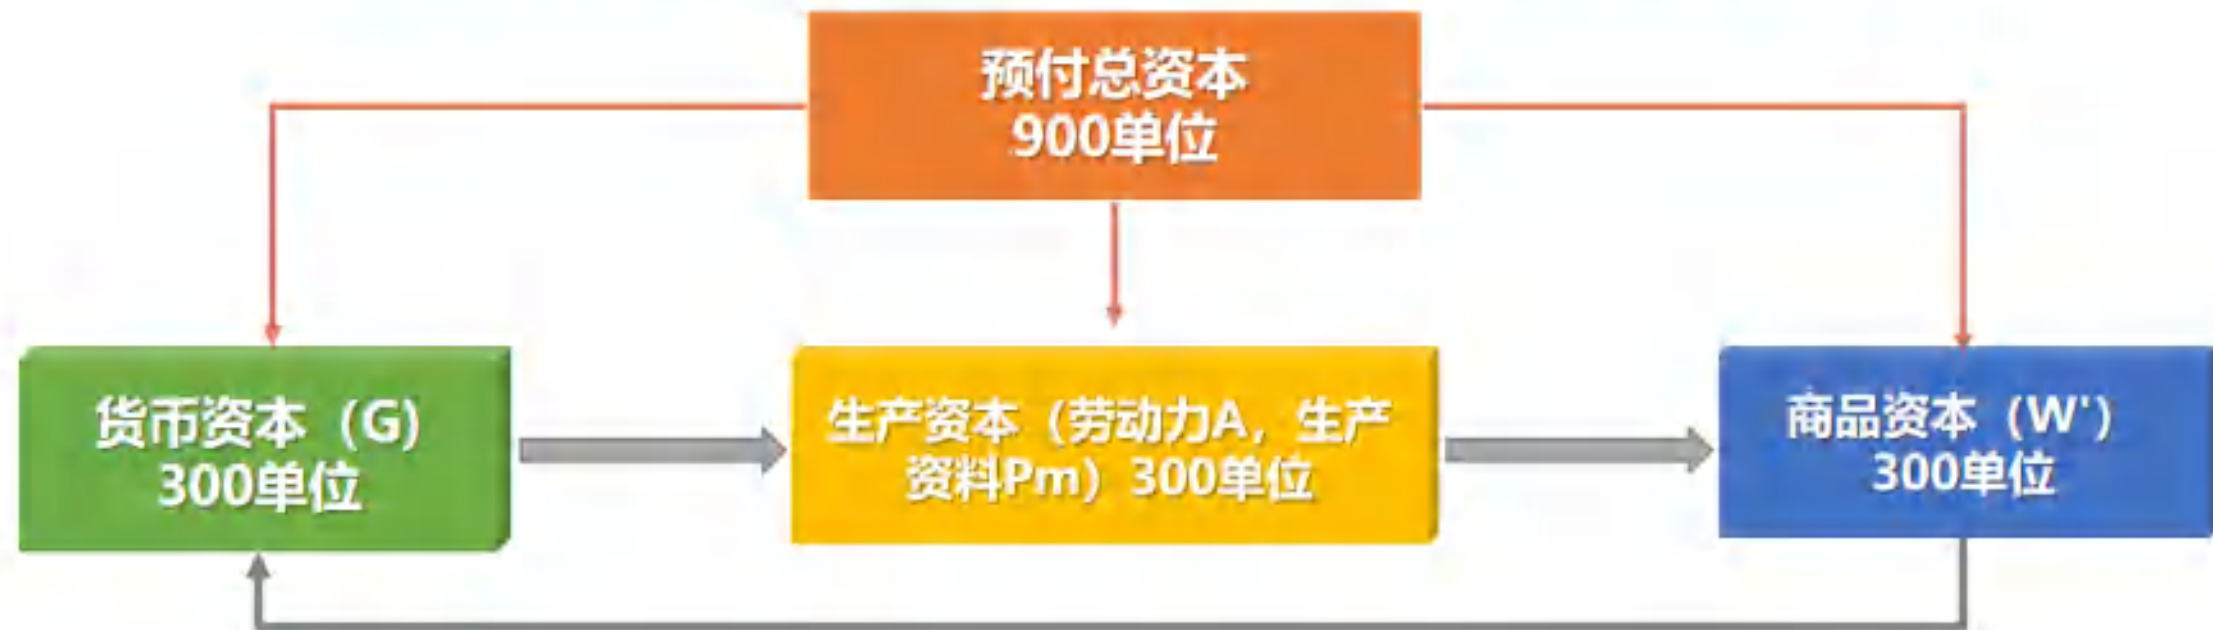 预付总资本
900单位
货币资本（G)
300单位
生产资本（劳动力A，生产
资料Pm）300单位
商品资本（W'）
300单位